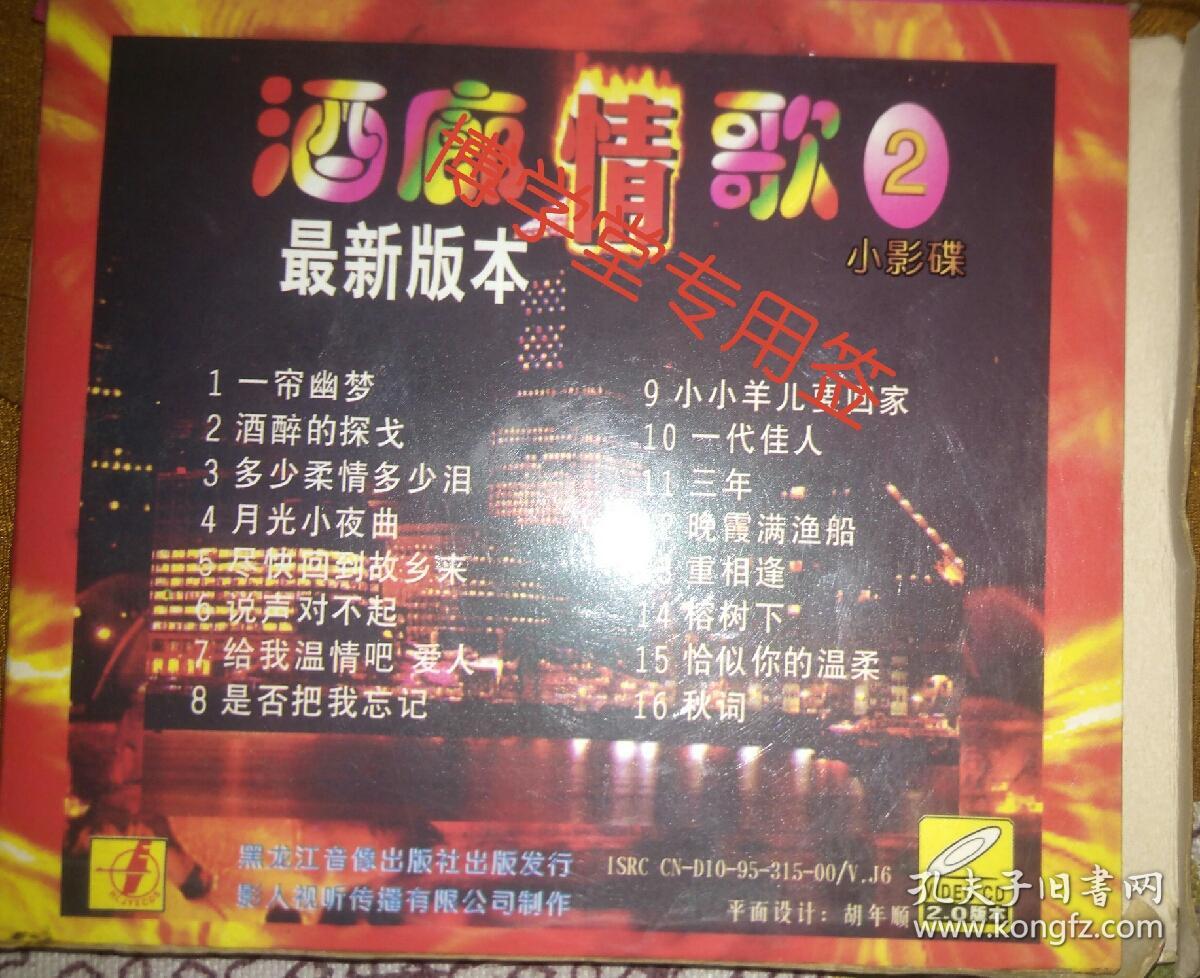 酒廊情歌 2
博学堂专用签
最新版本
小影碟
1 一帘幽梦
2 酒醉的探戈
3 多少柔情多少泪
4 月光小夜曲
5 尽快回到故乡来
6 说声对不起
7 给我温情吧 爱人
8 是否把我忘记
9 小小羊儿要回家
10 一代佳人
11 三年
12 晚霞满渔船
13 重相逢
14 榕树下
15 恰似你的温柔
16 秋词
黑龙江音像出版社出版发行
影人视听传播有限公司制作
ISRC CN-D10-95-315-00/V.J6
平面设计：胡年顺
2.0版本
孔夫子旧書网
www.kongfz.com